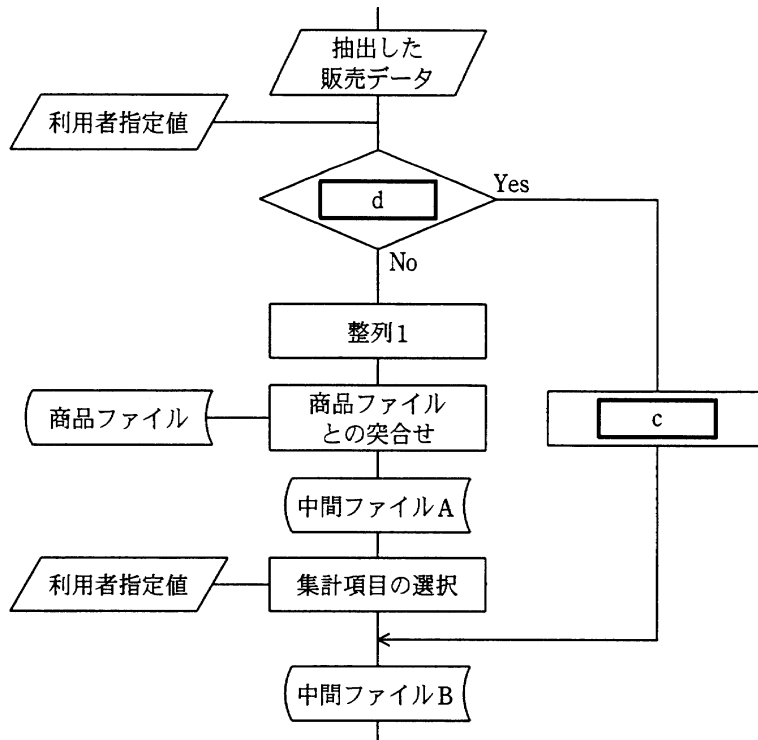 抽出した
販売データ
利用者指定値
d
Yes
No
整列1
商品ファイル
商品ファイル
との突合せ
c
中間ファイルA
利用者指定値
集計項目の選択
中間ファイルB